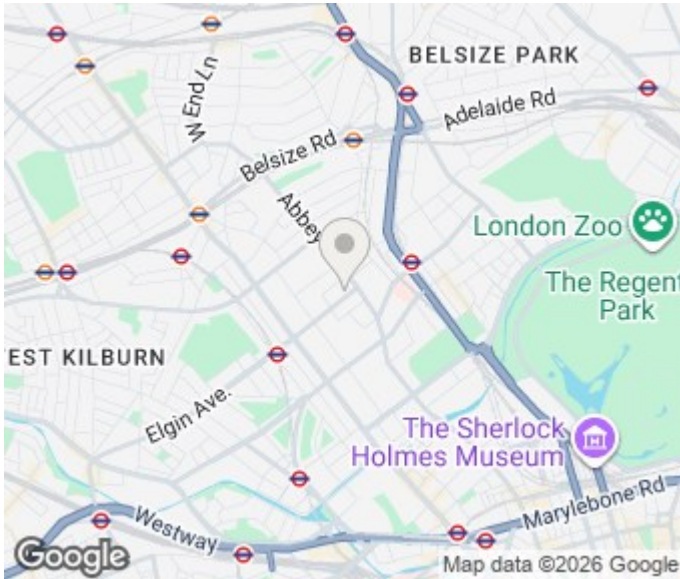 BELSIZE PARK
W End Ln
Adelaide Rd
Belsize Rd
Abbey
London Zoo
The Regent
Park
EST KILBURN
Elgin Ave.
The Sherlock
Holmes Museum
Marylebone Rd
Westway
Google
Map data ©2026 Google